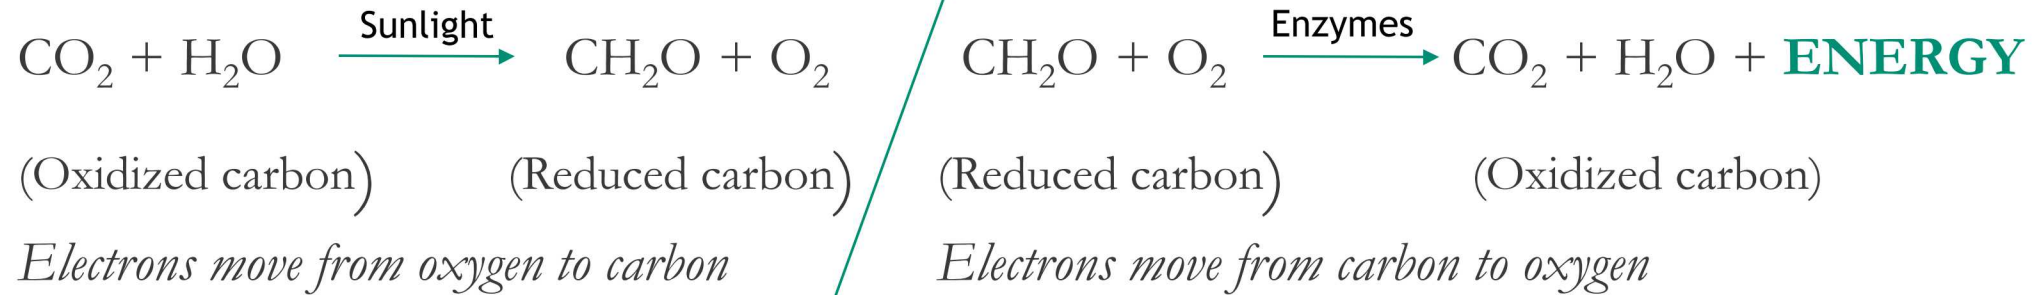 Sunlight
CO₂ + H₂O → CH₂O + O₂
(Oxidized carbon) (Reduced carbon)
Electrons move from oxygen to carbon
Enzymes
CH₂O + O₂ → CO₂ + H₂O + ENERGY
(Reduced carbon) (Oxidized carbon)
Electrons move from carbon to oxygen